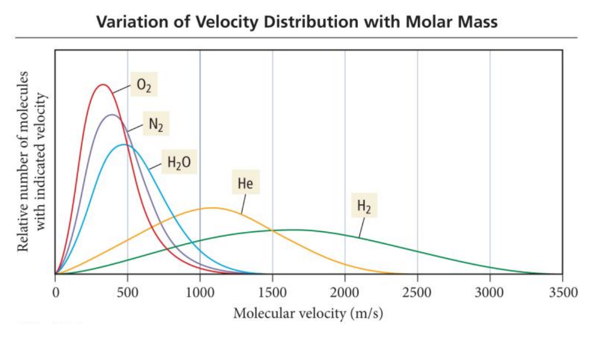 Variation of Velocity Distribution with Molar Mass
Relative number of molecules
with indicated velocity
O₂
N₂
H₂O
He
H₂
0 500 1000 1500 2000 2500 3000 3500
Molecular velocity (m/s)